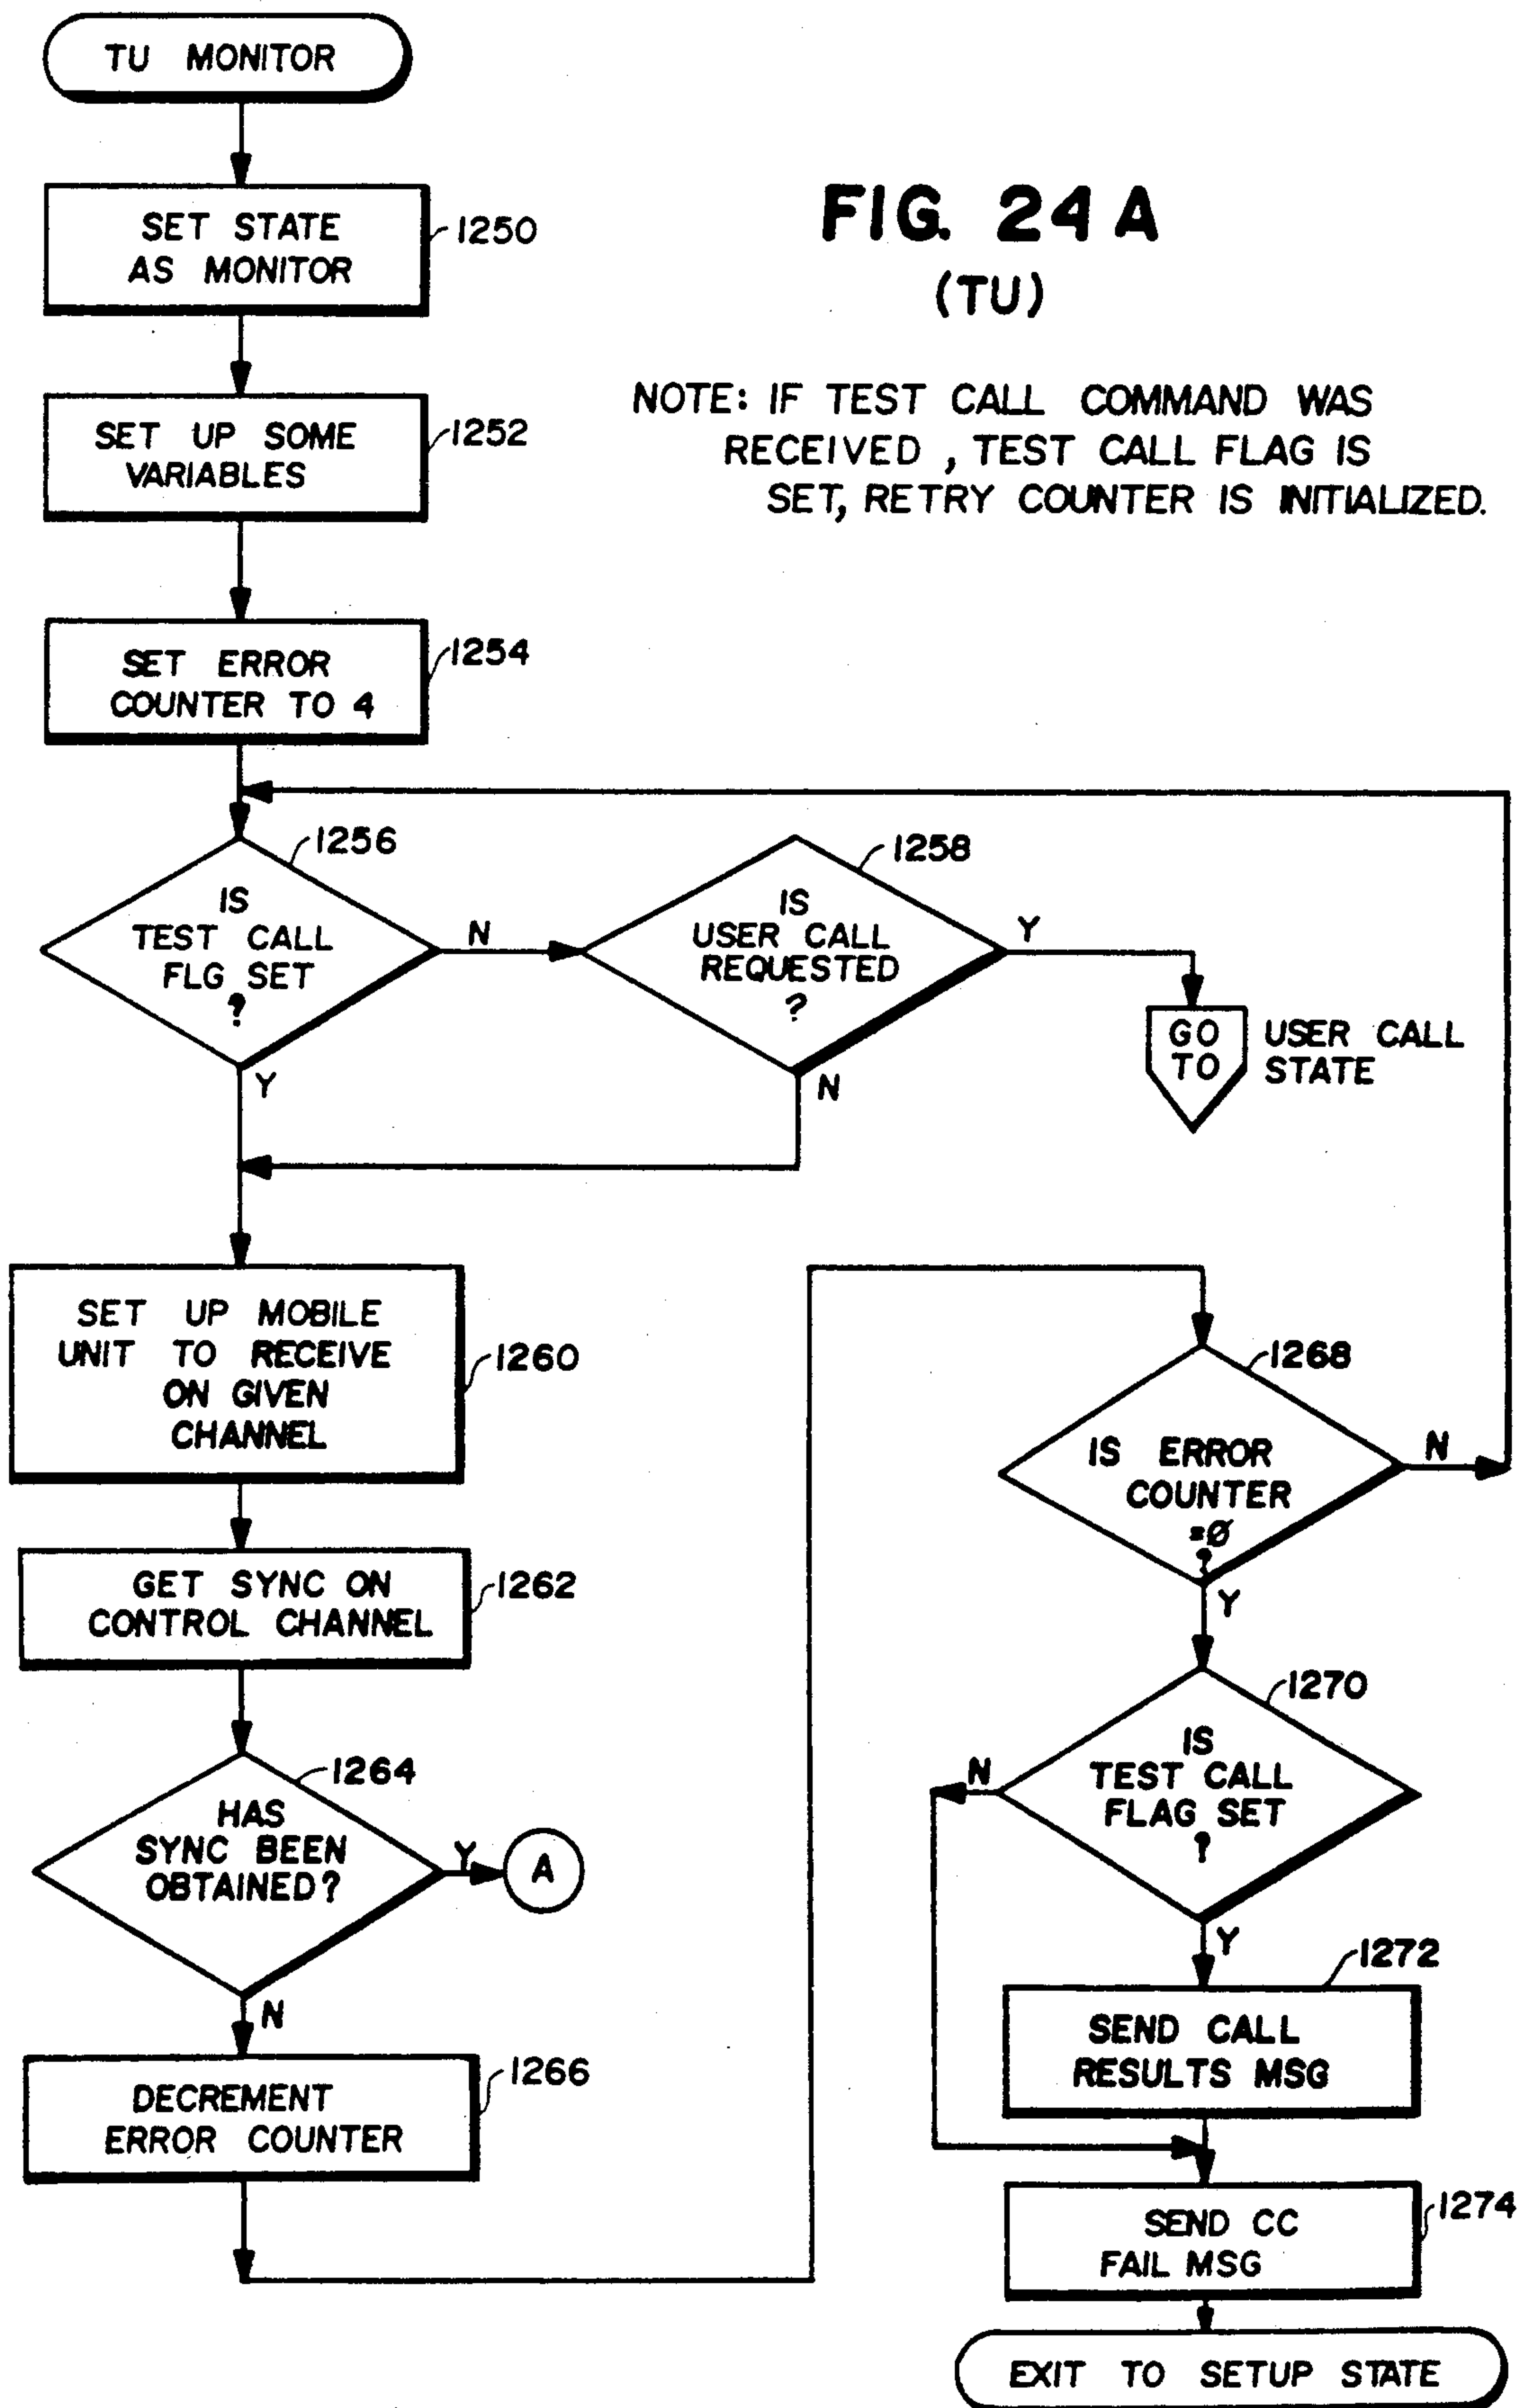 TU MONITOR
SET STATE
AS MONITOR
1250
FIG. 24A
(TU)
SET UP SOME
VARIABLES
1252
NOTE: IF TEST CALL COMMAND WAS
RECEIVED , TEST CALL FLAG IS
SET, RETRY COUNTER IS INITIALIZED.
SET ERROR
COUNTER TO 4
1254
1256
IS
TEST CALL
FLG SET
?
N
Y
1258
IS
USER CALL
REQUESTED
?
Y
N
GO
TO
USER CALL
STATE
SET UP MOBILE
UNIT TO RECEIVE
ON GIVEN
CHANNEL
1260
GET SYNC ON
CONTROL CHANNEL
1262
1264
HAS
SYNC BEEN
OBTAINED?
Y
A
N
DECREMENT
ERROR COUNTER
1266
1268
IS ERROR
COUNTER
=Ø
?
N
Y
1270
IS
TEST CALL
FLAG SET
?
N
Y
1272
SEND CALL
RESULTS MSG
SEND CC
FAIL MSG
1274
EXIT TO SETUP STATE